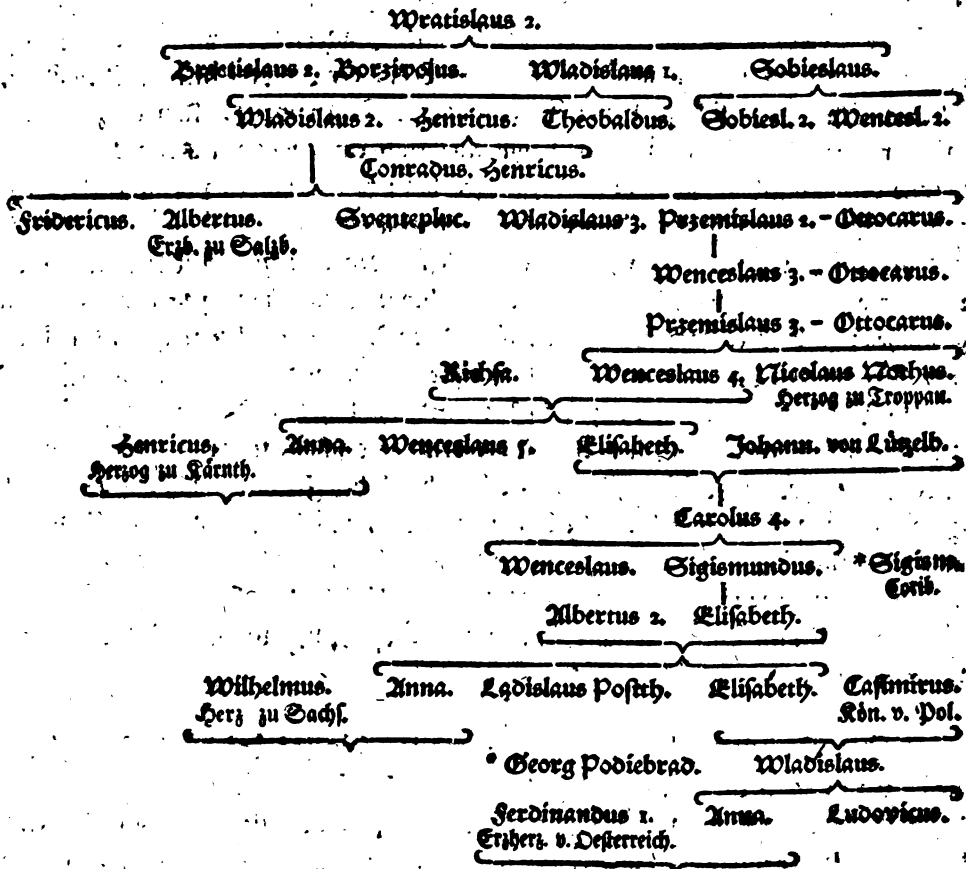 Wratislaus 2.
Bretislaus 2. Borzivojus. Wladislaus 1. Sobieslaus.
Wladislaus 2. Henricus. Theobaldus. Sobiesl. 2. Wencesl. 2.
Conradus. Henricus.
Fridericus. Albertus. Sventepluc. Wladislaus 3. Przemislaus 2. - Ottocarus.
Erzb. zu Salzb.
Wenceslaus 3. - Ottocarus.
Przemislaus 3. - Ottocarus.
Richsa. Wenceslaus 4. Nicolaus Nothus.
Herzog zu Troppau.
Henricus, Anna. Wenceslaus 5. Elisabeth. Johann. von Lützelb.
Herzog zu Kärnth.
Carolus 4.
Wenceslaus. Sigismundus. * Sigism.
Corib.
Albertus 2. Elisabeth.
Wilhelmus. Anna. Ladislaus Posth. Elisabeth. Casimirus.
Herz zu Sachs. Kön. v. Pol.
* Georg Podiebrad. Wladislaus.
Ferdinandus 1. Anna. Ludovicus.
Erzherz. v. Oesterreich.